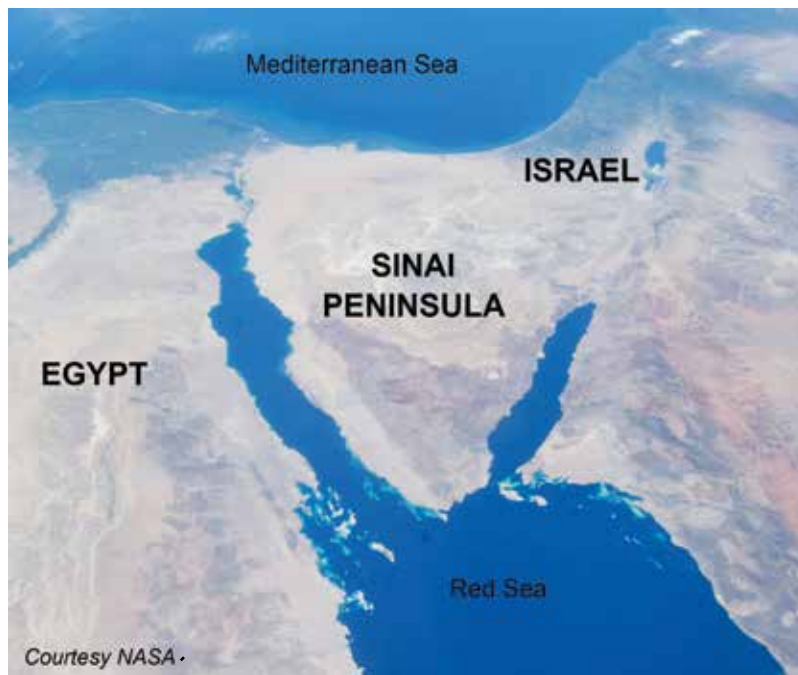 Mediterranean Sea
ISRAEL
SINAI
PENINSULA
EGYPT
Red Sea
Courtesy NASA